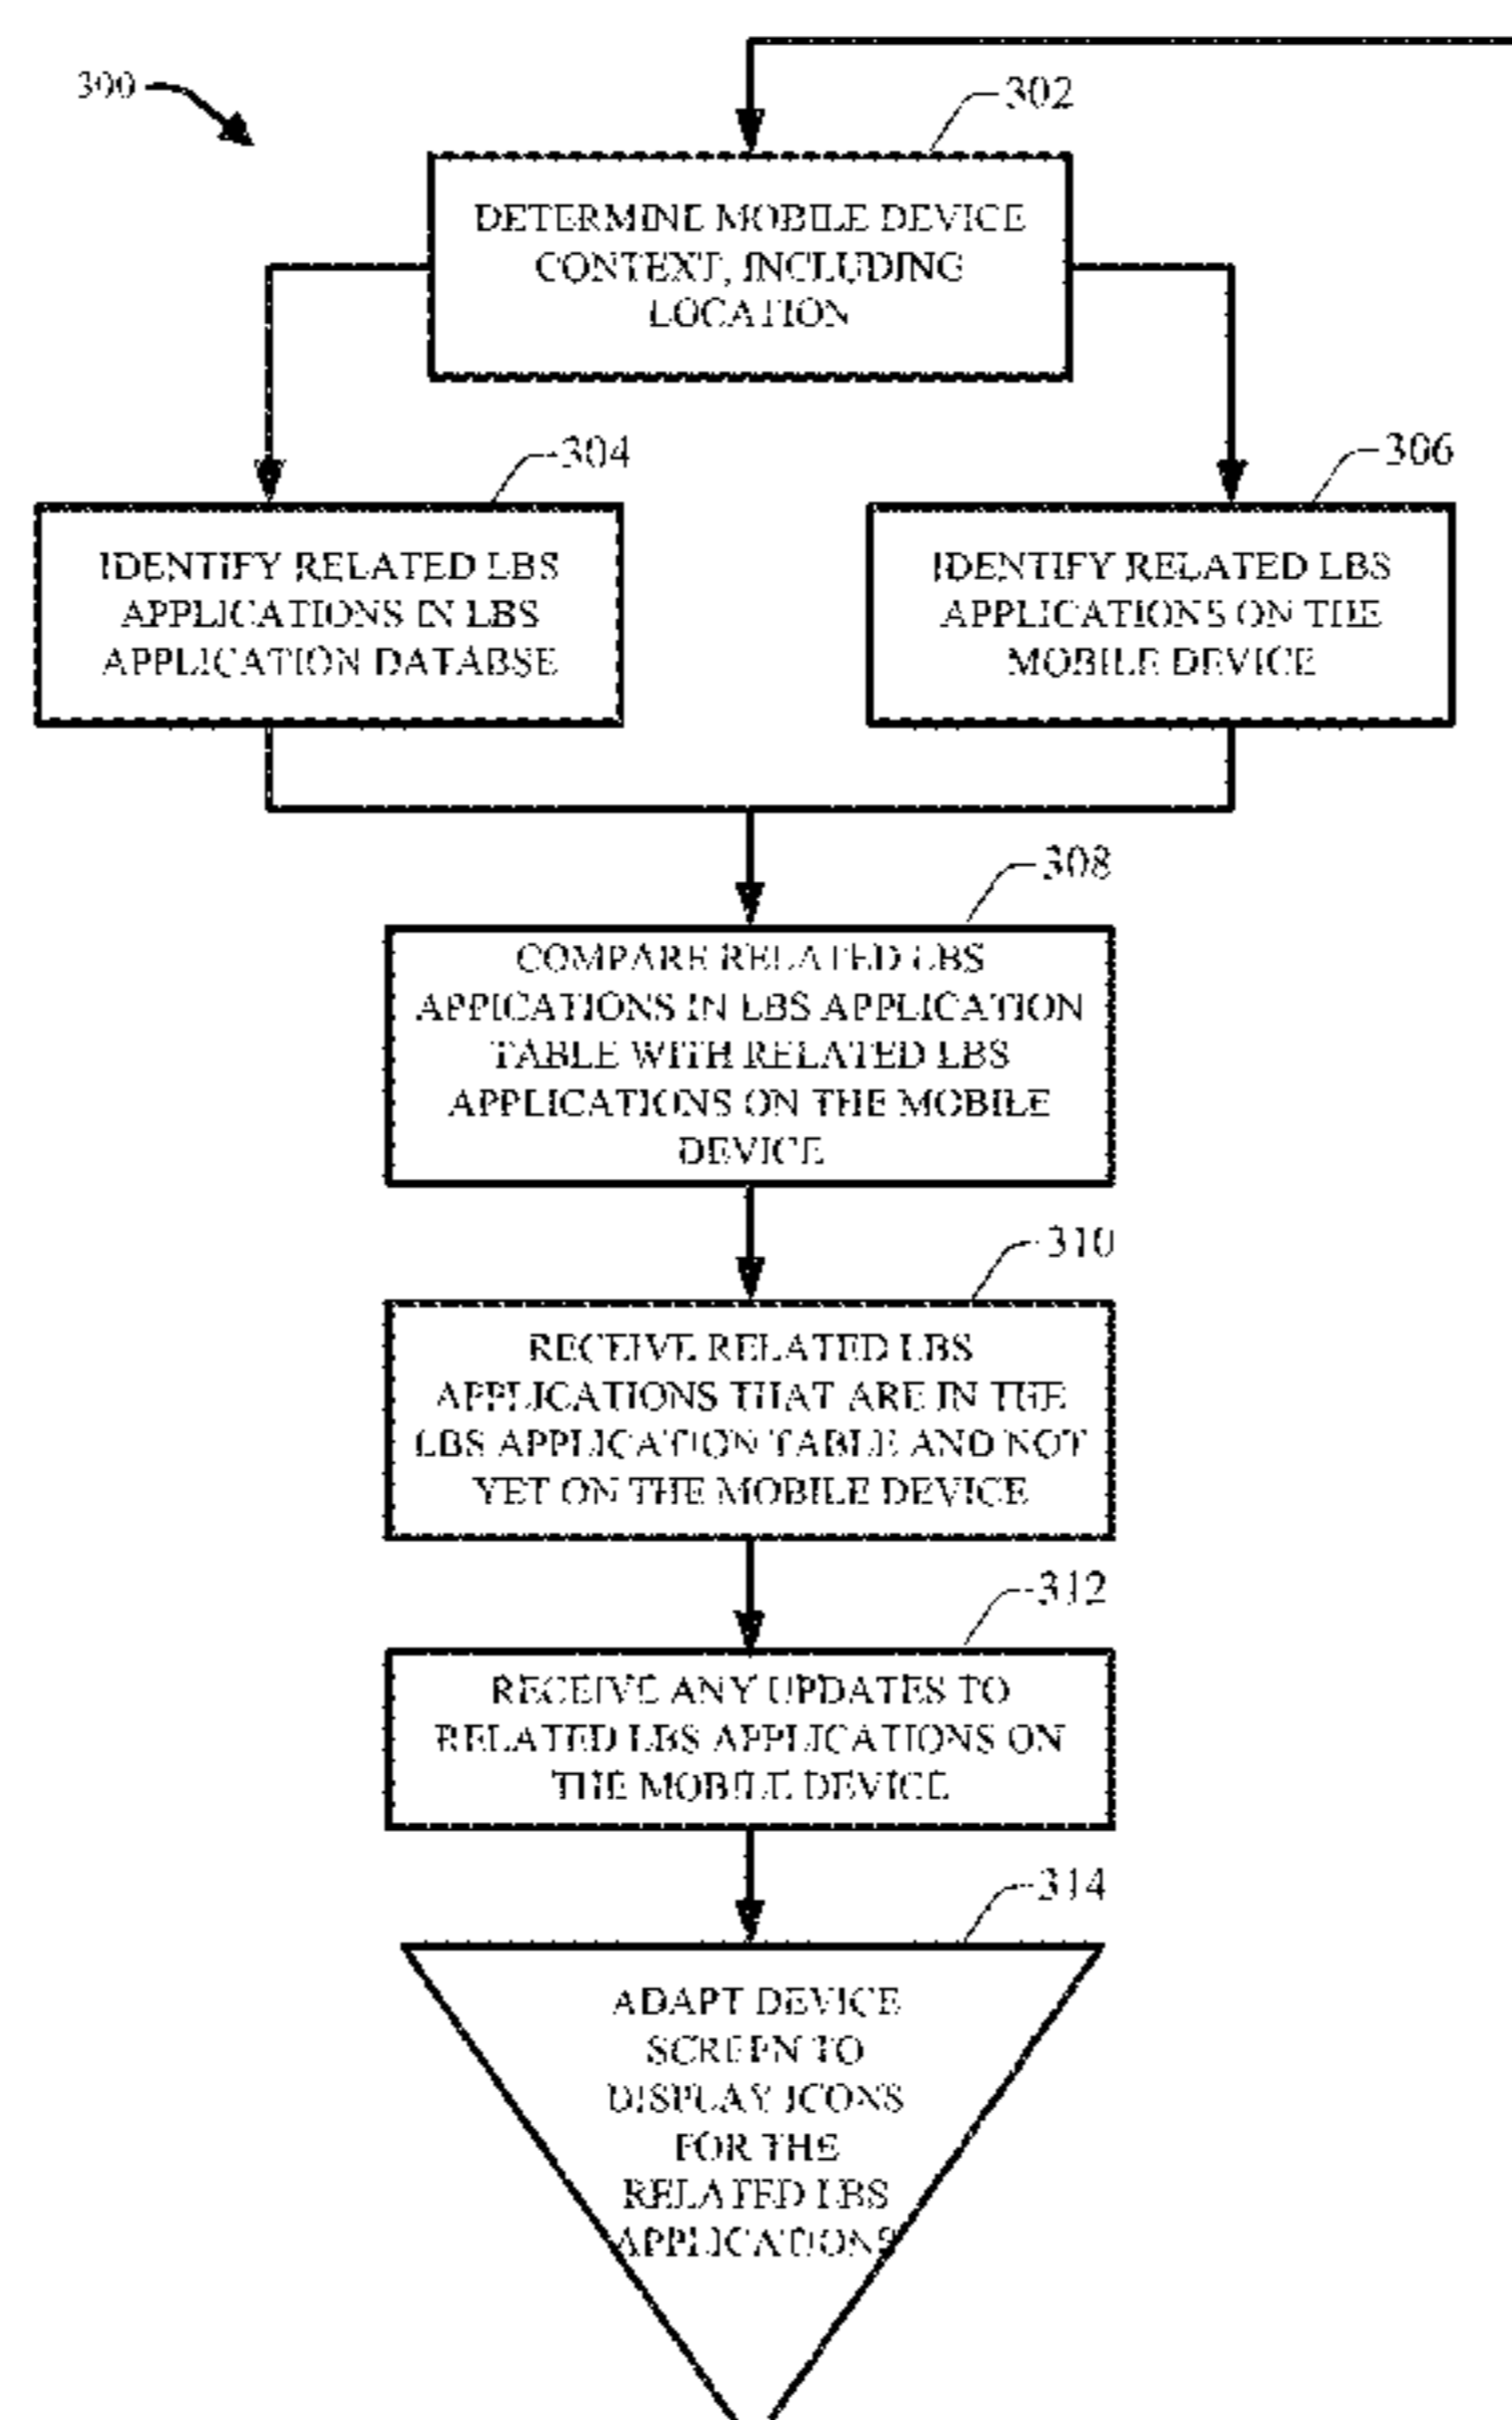 300
302
DETERMINE MOBILE DEVICE
CONTEXT, INCLUDING
LOCATION
304
306
IDENTIFY RELATED LBS
APPLICATIONS IN LBS
APPLICATION DATABSE
IDENTIFY RELATED LBS
APPLICATIONS ON THE
MOBILE DEVICE
308
COMPARE RELATED LBS
APPICATIONS IN LBS APPLICATION
TABLE WITH RELATED LBS
APPLICATIONS ON THE MOBILE
DEVICE
310
RECEIVE RELATED LBS
APPLICATIONS THAT ARE IN THE
LBS APPLICATION TABLE AND NOT
YET ON THE MOBILE DEVICE
312
RECEIVE ANY UPDATES TO
RELATED LBS APPLICATIONS ON
THE MOBILE DEVICE
314
ADAPT DEVICE
SCREEN TO
DISPLAY ICONS
FOR THE
RELATED LBS
APPLICATIONS